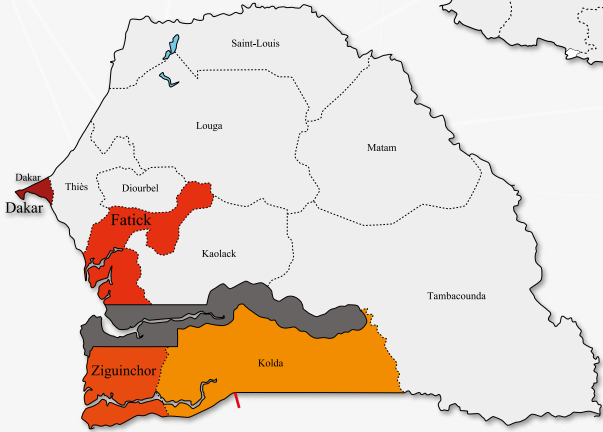 Saint-Louis
Louga
Matam
Dakar
Dakar
Thiès
Diourbel
Fatick
Kaolack
Tambacounda
Ziguinchor
Kolda